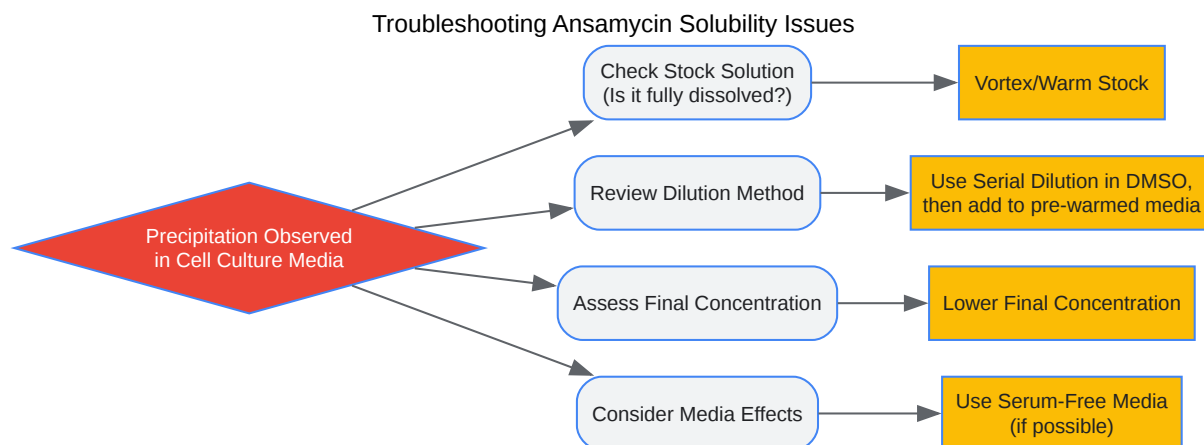 Troubleshooting Ansamycin Solubility Issues
Precipitation Observed
in Cell Culture Media
Check Stock Solution
(Is it fully dissolved?)
Vortex/Warm Stock
Review Dilution Method
Use Serial Dilution in DMSO,
then add to pre-warmed media
Assess Final Concentration
Lower Final Concentration
Consider Media Effects
Use Serum-Free Media
(if possible)